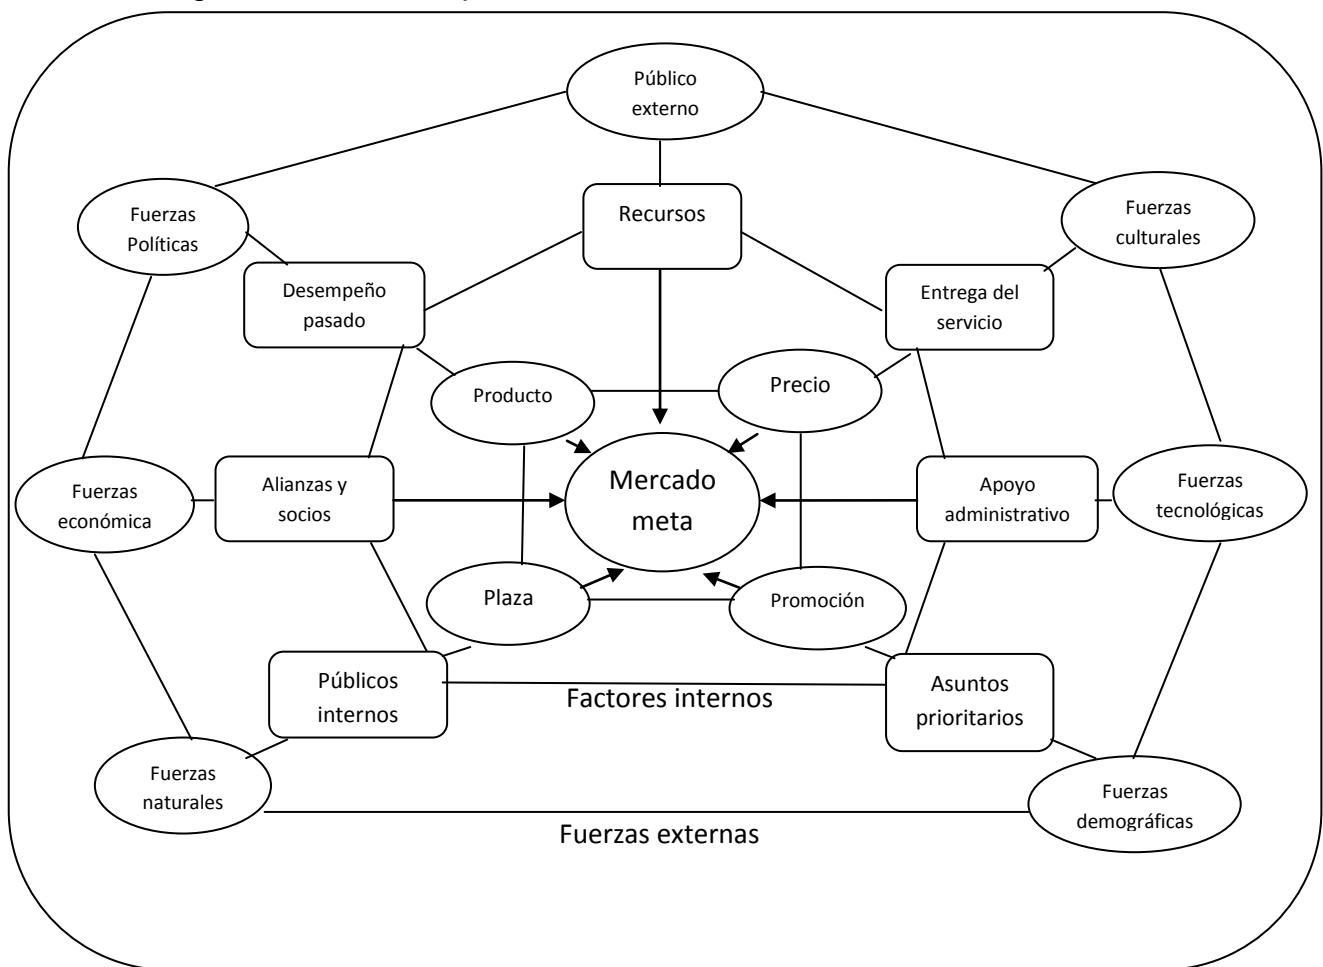 Público
externo
Fuerzas
Políticas
Recursos
Fuerzas
culturales
Desempeño
pasado
Entrega del
servicio
Producto
Precio
Mercado
meta
Fuerzas
económica
Alianzas y
socios
Apoyo
administrativo
Fuerzas
tecnológicas
Plaza
Promoción
Públicos
internos
Factores internos
Asuntos
prioritarios
Fuerzas
naturales
Fuerzas
demográficas
Fuerzas externas